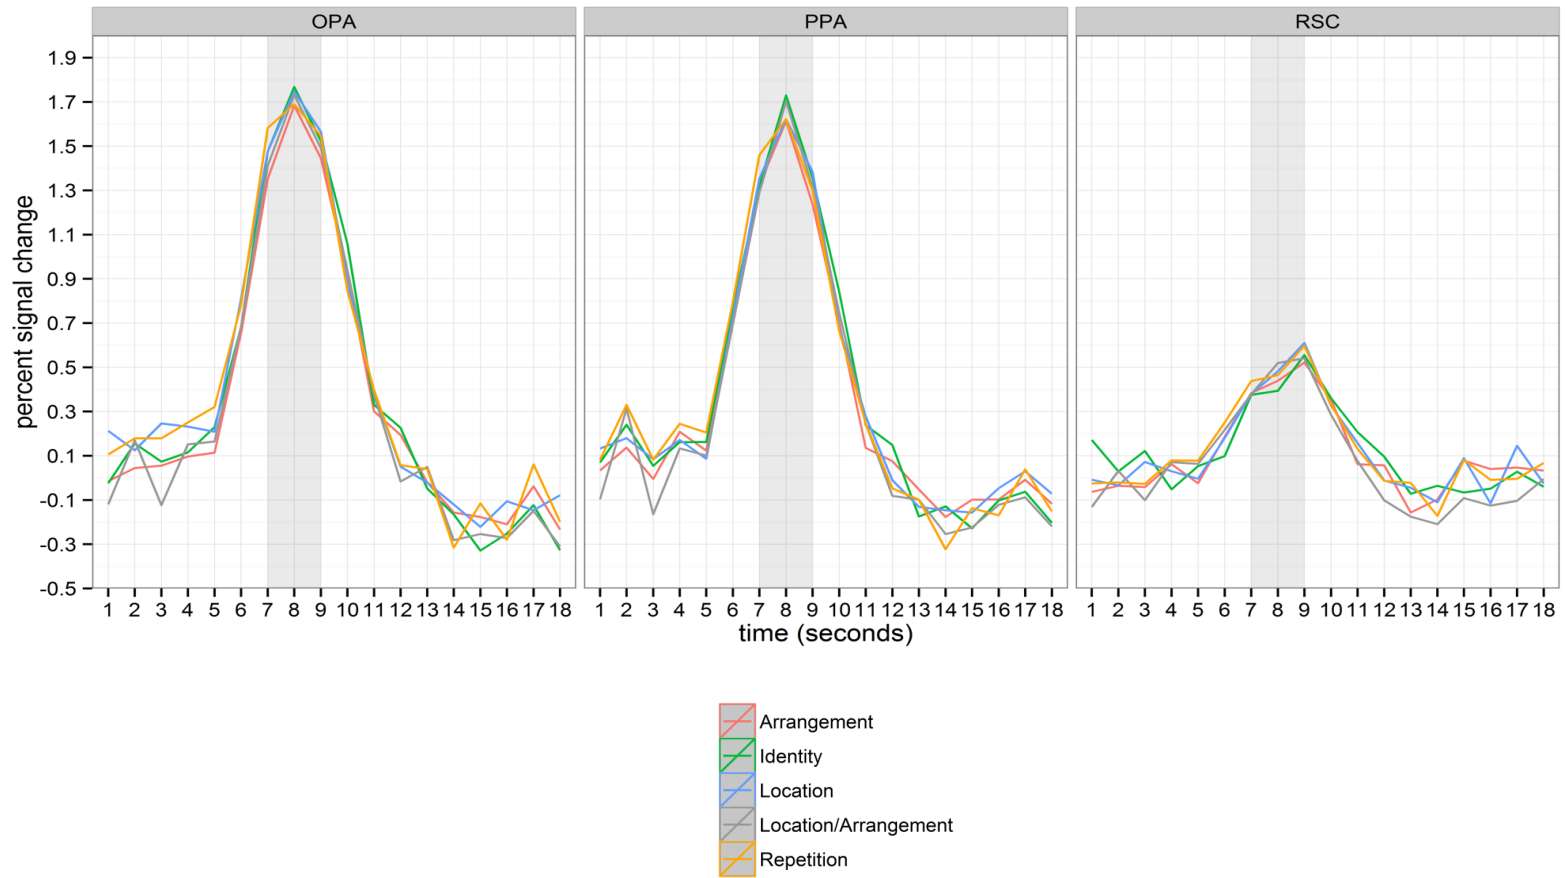 OPA PPA RSC
1.9
1.7
1.5
1.3
1.1
0.9
0.7
0.5
0.3
0.1
-0.1
-0.3
-0.5
percent signal change
1 2 3 4 5 6 7 8 9 10 11 12 13 14 15 16 17 18 1 2 3 4 5 6 7 8 9 10 11 12 13 14 15 16 17 18 1 2 3 4 5 6 7 8 9 10 11 12 13 14 15 16 17 18
time (seconds)
Arrangement
Identity
Location
Location/Arrangement
Repetition